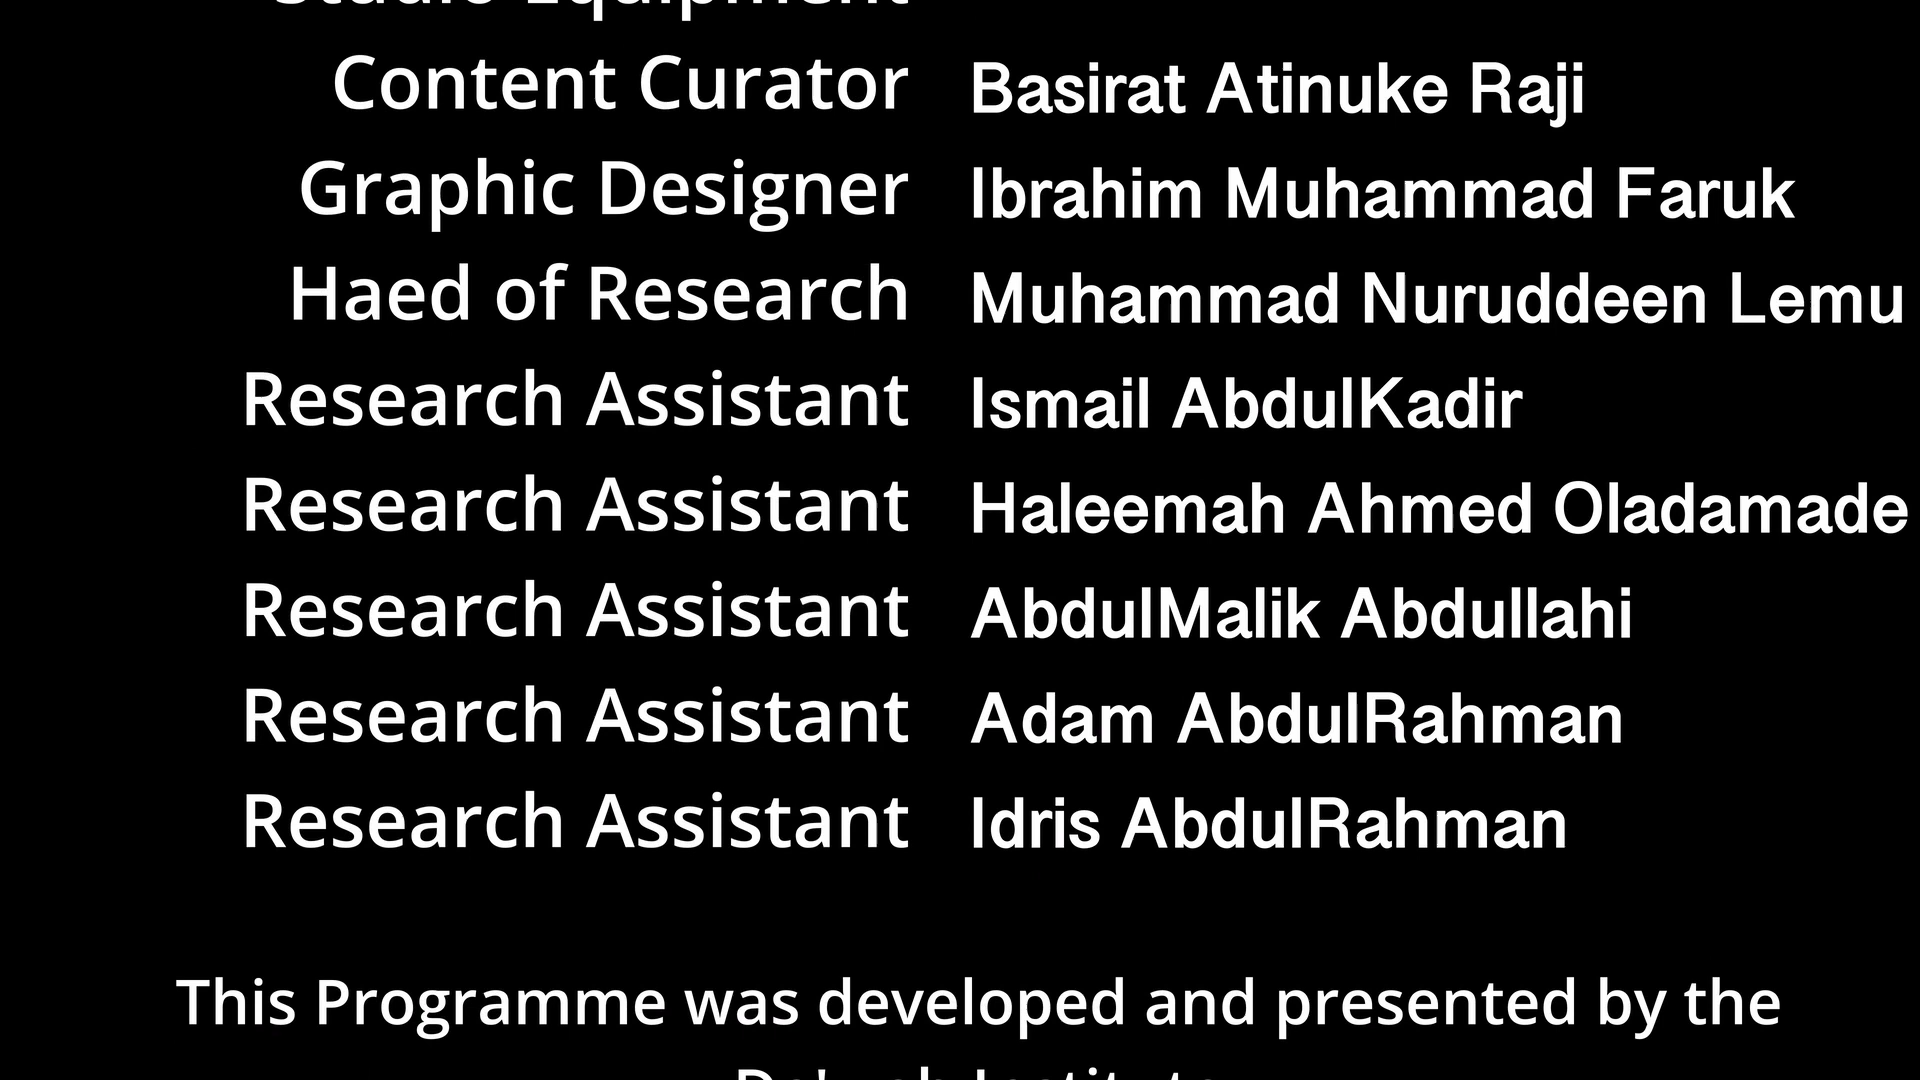 Studio Equipment
Content Curator Basirat Atinuke Raji
Graphic Designer Ibrahim Muhammad Faruk
Haed of Research Muhammad Nuruddeen Lemu
Research Assistant Ismail AbdulKadir
Research Assistant Haleemah Ahmed Oladamade
Research Assistant AbdulMalik Abdullahi
Research Assistant Adam AbdulRahman
Research Assistant Idris AbdulRahman
This Programme was developed and presented by the